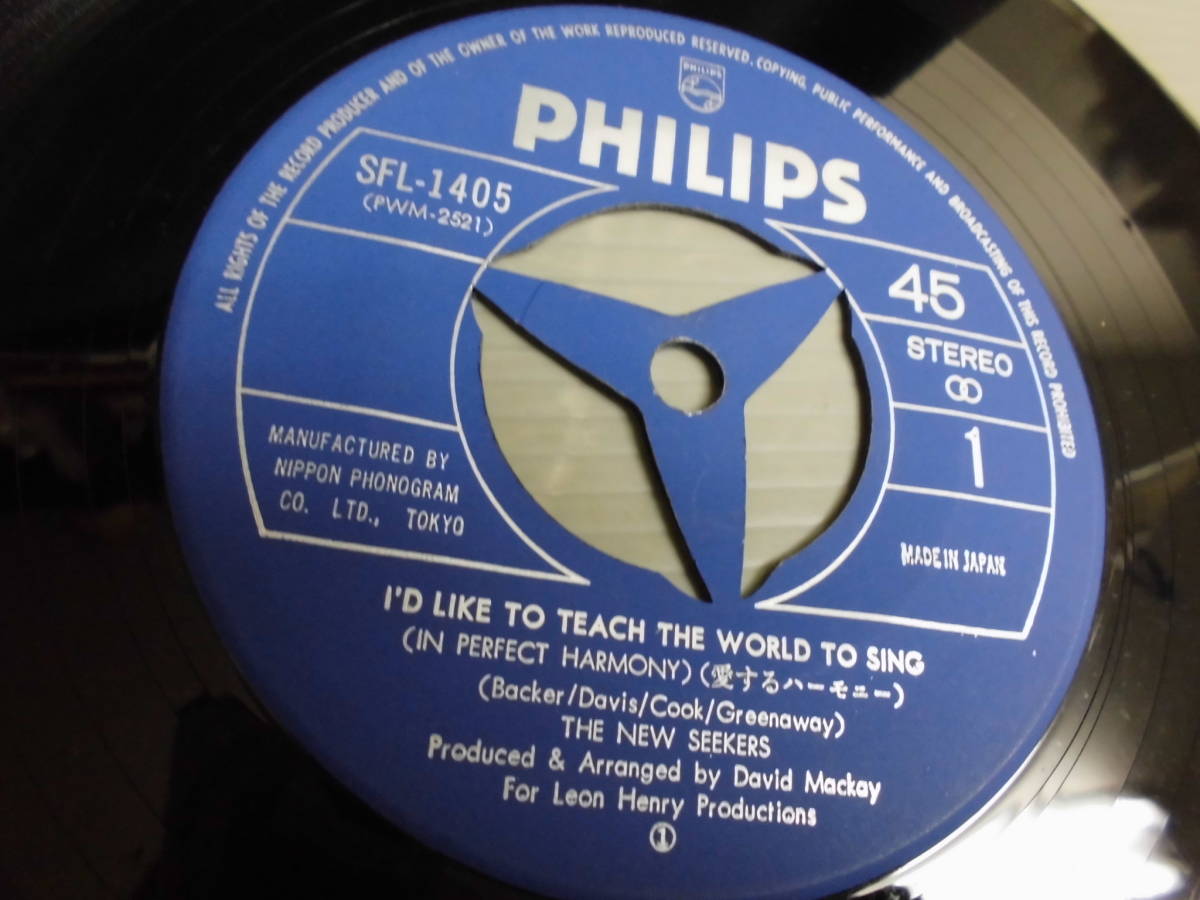 ALL RIGHTS OF THE RECORD PRODUCER AND OF THE OWNER OF THE WORK REPRODUCED RESERVED. COPYING, PUBLIC PERFORMANCE AND BROADCASTING OF THIS RECORD PROHIBITED
PHILIPS
PHILIPS
SFL-1405
(PWM-2521)
45
STEREO
1
MANUFACTURED BY
NIPPON PHONOGRAM
CO. LTD., TOKYO
MADE IN JAPAN
I'D LIKE TO TEACH THE WORLD TO SING
(IN PERFECT HARMONY) (愛するハーモニー)
(Backer/Davis/Cook/Greenaway)
THE NEW SEEKERS
Produced & Arranged by David Mackay
For Leon Henry Productions
①